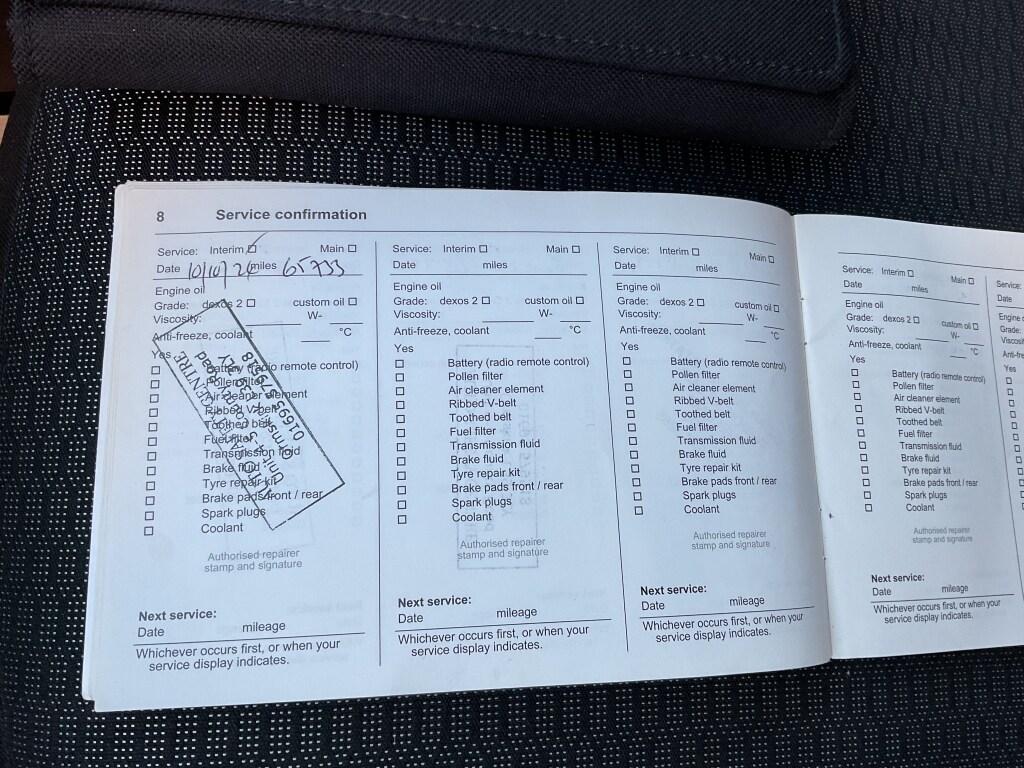 8 Service confirmation
Service: Interim Main
Date 10/10/24 miles 65733
Engine oil
Grade: dexos 2 custom oil
Viscosity: W-
Anti-freeze, coolant °C
Yes
Battery (radio remote control)
Pollen filter
Air cleaner element
Ribbed V-belt
Toothed belt
Fuel filter
Transmission fluid
Brake fluid
Tyre repair kit
Brake pads front / rear
Spark plugs
Coolant
Authorised repairer
stamp and signature
Next service:
Date mileage
Whichever occurs first, or when your
service display indicates.
Service: Interim Main
Date miles
Engine oil
Grade: dexos 2 custom oil
Viscosity: W-
Anti-freeze, coolant °C
Yes
Battery (radio remote control)
Pollen filter
Air cleaner element
Ribbed V-belt
Toothed belt
Fuel filter
Transmission fluid
Brake fluid
Tyre repair kit
Brake pads front / rear
Spark plugs
Coolant
Authorised repairer
stamp and signature
Next service:
Date mileage
Whichever occurs first, or when your
service display indicates.
Service: Interim Main
Date miles
Engine oil
Grade: dexos 2 custom oil
Viscosity: W-
Anti-freeze, coolant °C
Yes
Battery (radio remote control)
Pollen filter
Air cleaner element
Ribbed V-belt
Toothed belt
Fuel filter
Transmission fluid
Brake fluid
Tyre repair kit
Brake pads front / rear
Spark plugs
Coolant
Authorised repairer
stamp and signature
Next service:
Date mileage
Whichever occurs first, or when your
service display indicates.
Service: Interim Main
Date miles
Engine oil
Grade: dexos 2 custom oil
Viscosity: W-
Anti-freeze, coolant °C
Yes
Battery (radio remote control)
Pollen filter
Air cleaner element
Ribbed V-belt
Toothed belt
Fuel filter
Transmission fluid
Brake fluid
Tyre repair kit
Brake pads front / rear
Spark plugs
Coolant
Authorised repairer
stamp and signature
Next service:
Date mileage
Whichever occurs first, or when your
service display indicates.
Service:
Date
Engine
Grade:
Yes